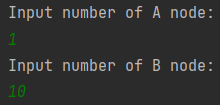 Input number of A node:
1
Input number of B node:
10